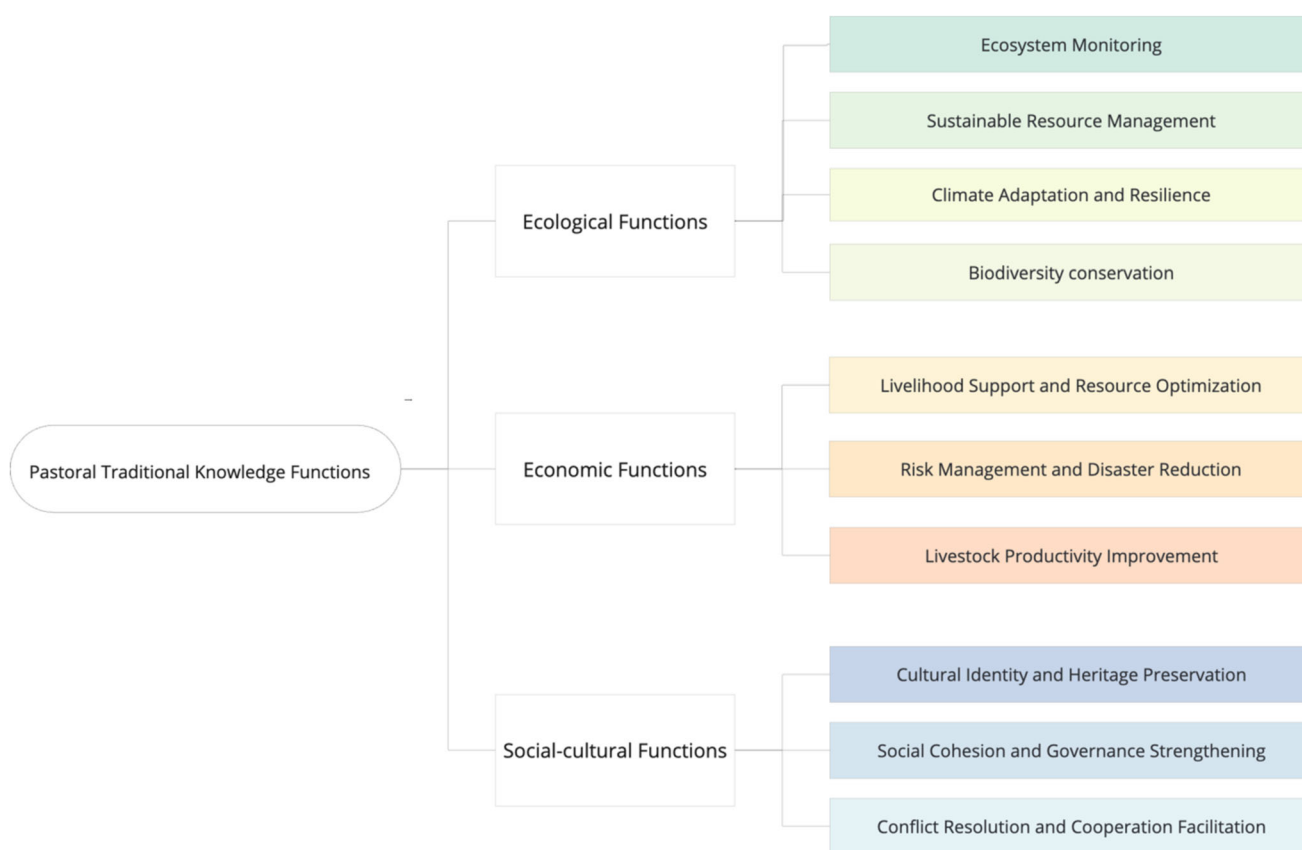 Pastoral Traditional Knowledge Functions
Ecological Functions
Ecosystem Monitoring
Sustainable Resource Management
Climate Adaptation and Resilience
Biodiversity conservation
Economic Functions
Livelihood Support and Resource Optimization
Risk Management and Disaster Reduction
Livestock Productivity Improvement
Social-cultural Functions
Cultural Identity and Heritage Preservation
Social Cohesion and Governance Strengthening
Conflict Resolution and Cooperation Facilitation